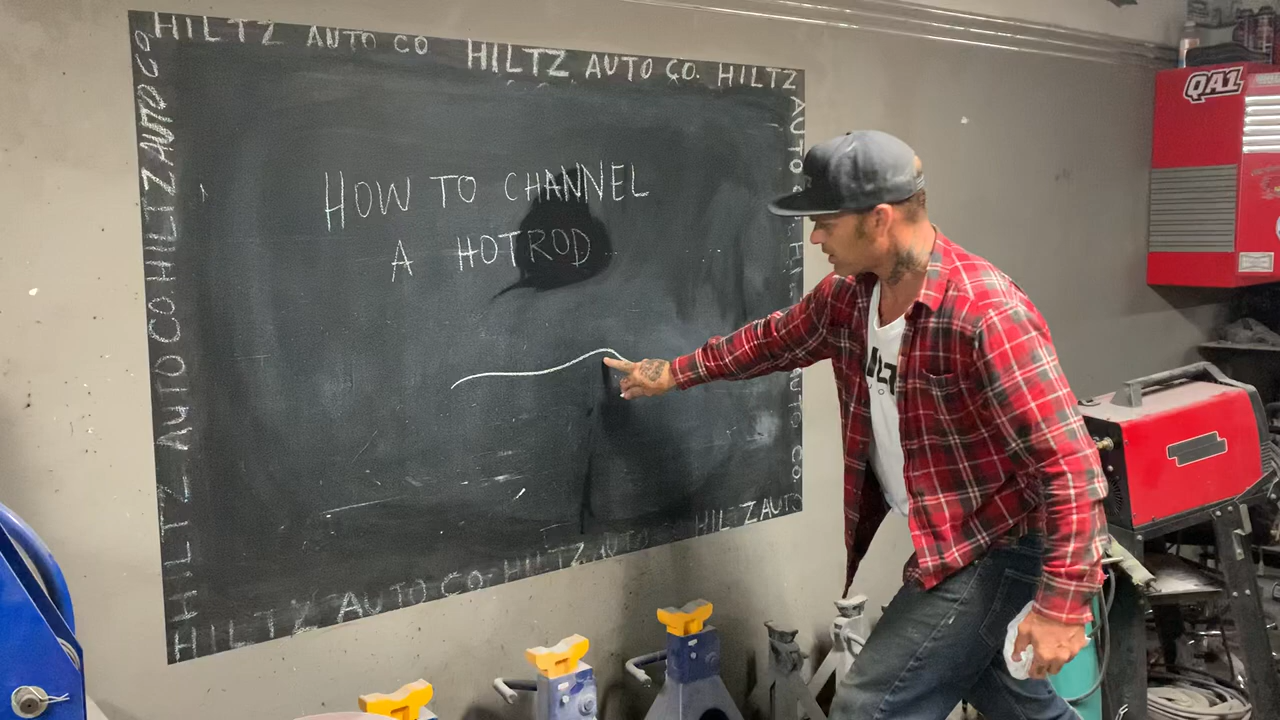 HILTZ AUTO CO HILTZ AUTO CO. HILTZ
AUTO CO. HILTZ AUTO CO.
HILTZ AUTO CO HILTZ AUTO CO
HOW TO CHANNEL
A HOTROD
HILTZ AUTO CO HILTZ AUTO HILTZ AUTO
QA1